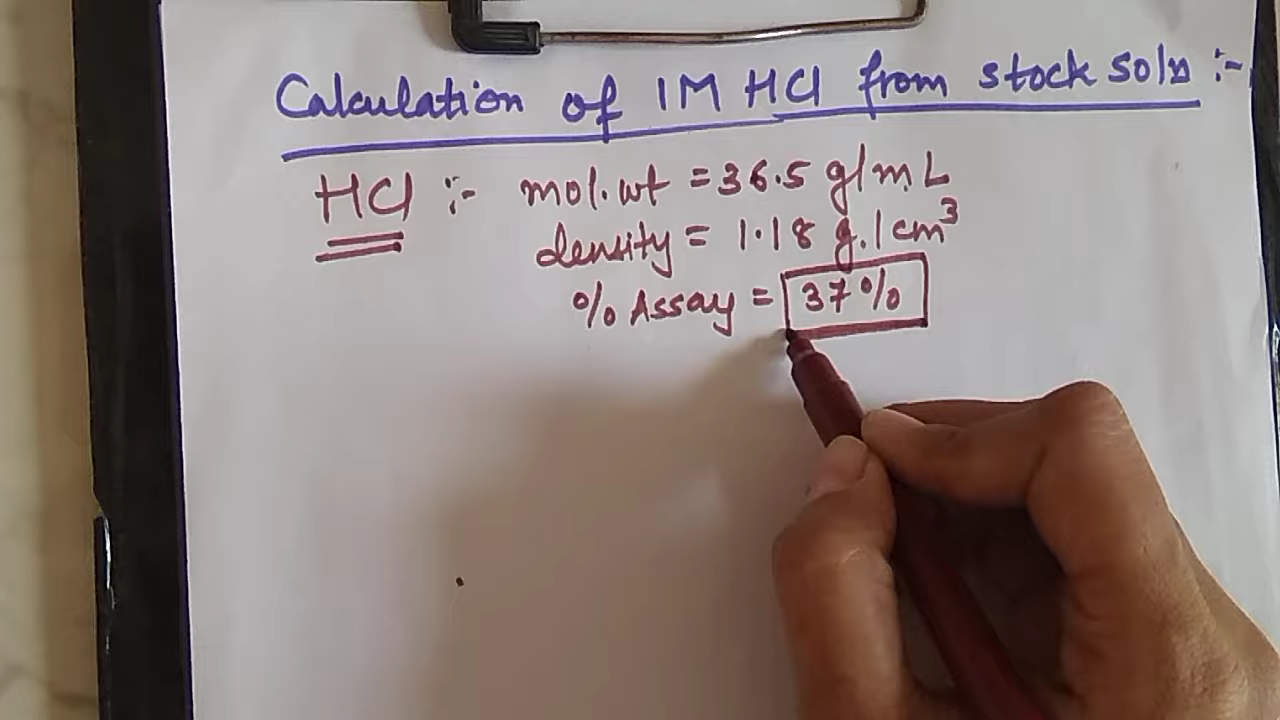 Calculation of 1M HCl from stock soln :-
HCl :- mol. wt = 36.5 g/mL
density = 1.18 g./cm³
% Assay = 37%